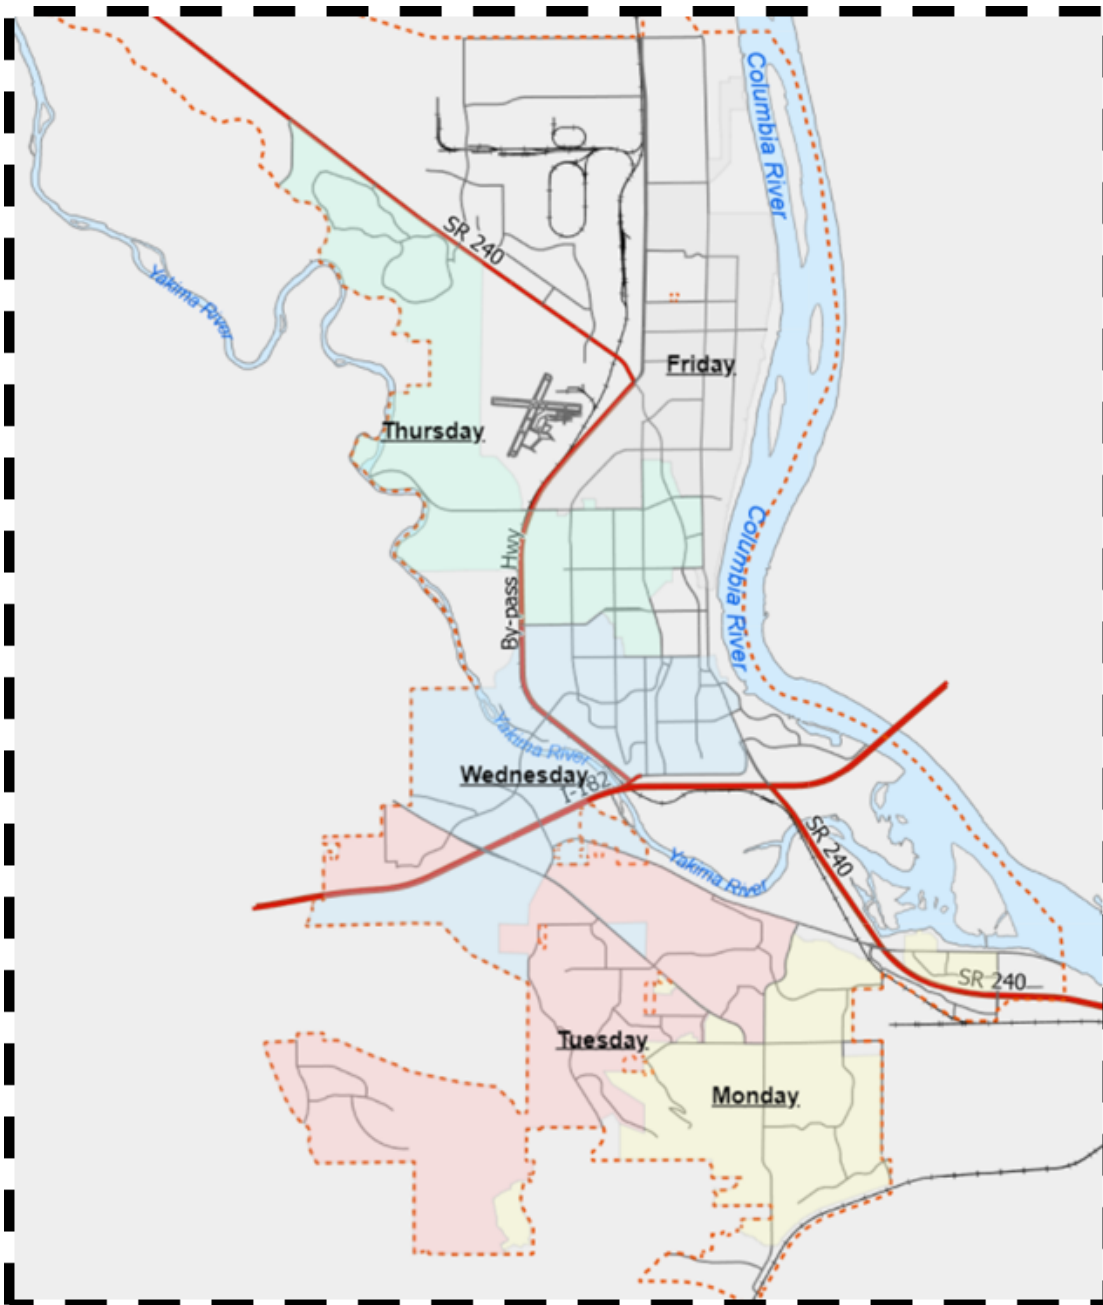 Columbia River
SR 240
Yakima River
Friday
Thursday
Columbia River
By-pass Hwy
Yakima River
Wednesday
I-182
SR 240
Yakima River
SR 240
Tuesday
Monday